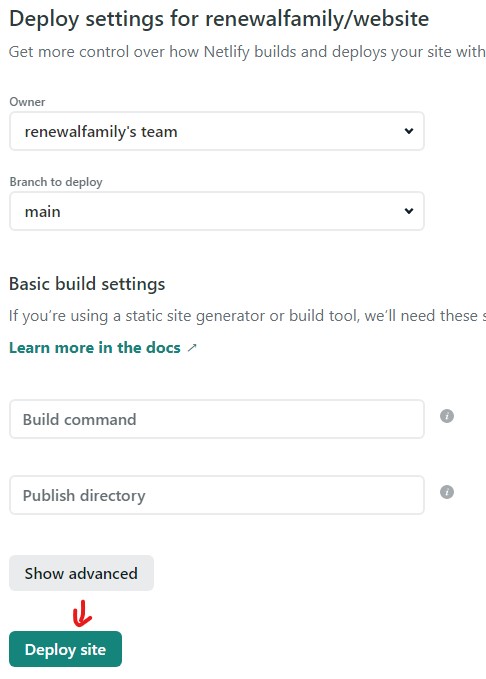 Deploy settings for renewalfamily/website
Get more control over how Netlify builds and deploys your site with
Owner
renewalfamily's team
Branch to deploy
main
Basic build settings
If you’re using a static site generator or build tool, we’ll need these s
Learn more in the docs ↗
Build command
i
Publish directory
i
Show advanced
Deploy site